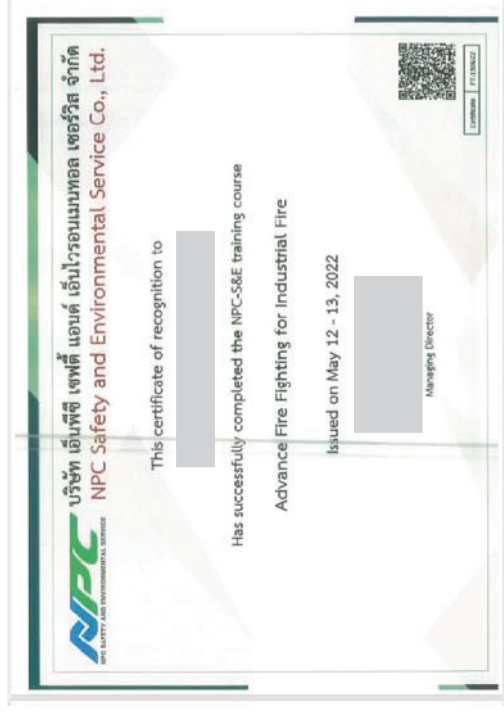 บริษัท เอ็นพีซี เซฟตี้ แอนด์ เอ็นไวรอนเมนทอล เซอร์วิส จำกัด
NPC Safety and Environmental Service Co., Ltd.
NPC
NPC SAFETY AND ENVIRONMENTAL SERVICE
This certificate of recognition to
Has successfully completed the NPC-S&E training course
Advance Fire Fighting for Industrial Fire
Issued on May 12 - 13, 2022
Managing Director
Certificate